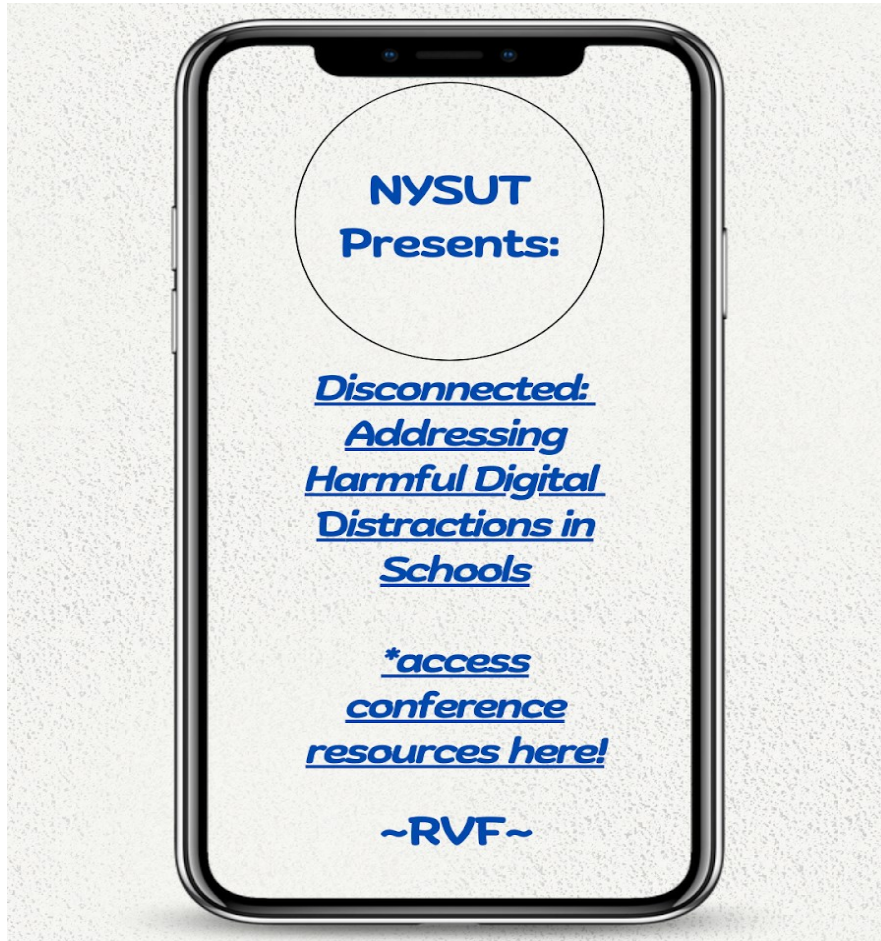 NYSUT
Presents:
Disconnected:
Addressing
Harmful Digital
Distractions in
Schools
*access
conference
resources here!
~RVF~